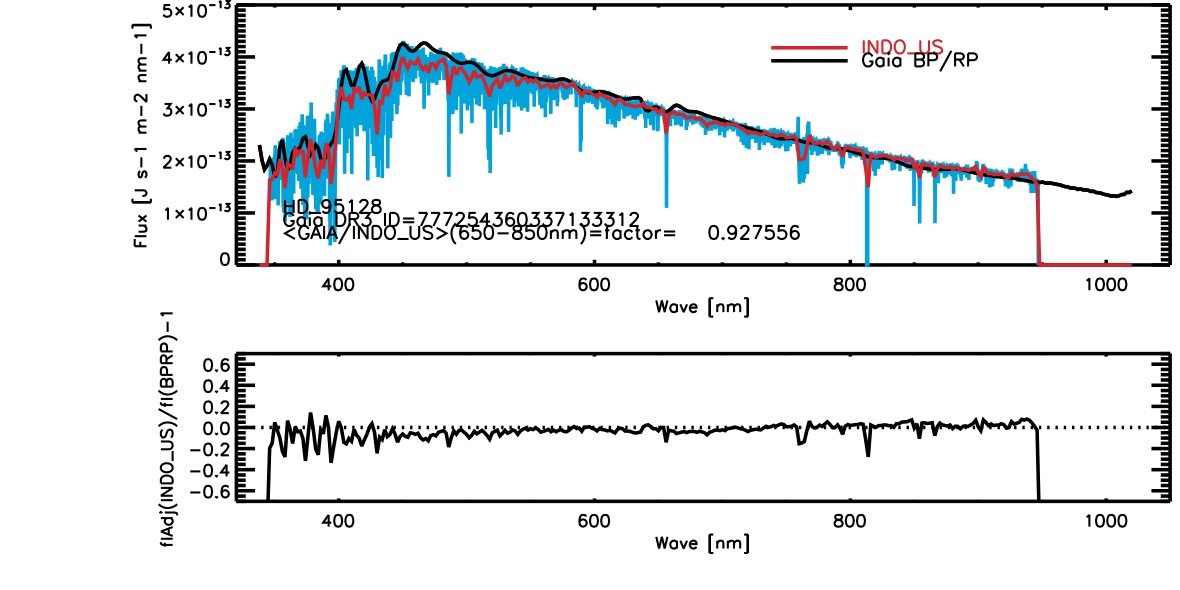 5×10−13
4×10−13
3×10−13
2×10−13
1×10−13
0
Flux [J s−1 m−2 nm−1]
INDO_US
Gaia BP/RP
HD_95128
Gaia DR3 ID=777254360337133312
<GAIA/INDO_US>(650−850nm)=factor= 0.927556
400 600 800 1000
Wave [nm]
flAdj(INDO_US)/fl(BPRP)−1
0.6
0.4
0.2
0.0
−0.2
−0.4
−0.6
400 600 800 1000
Wave [nm]